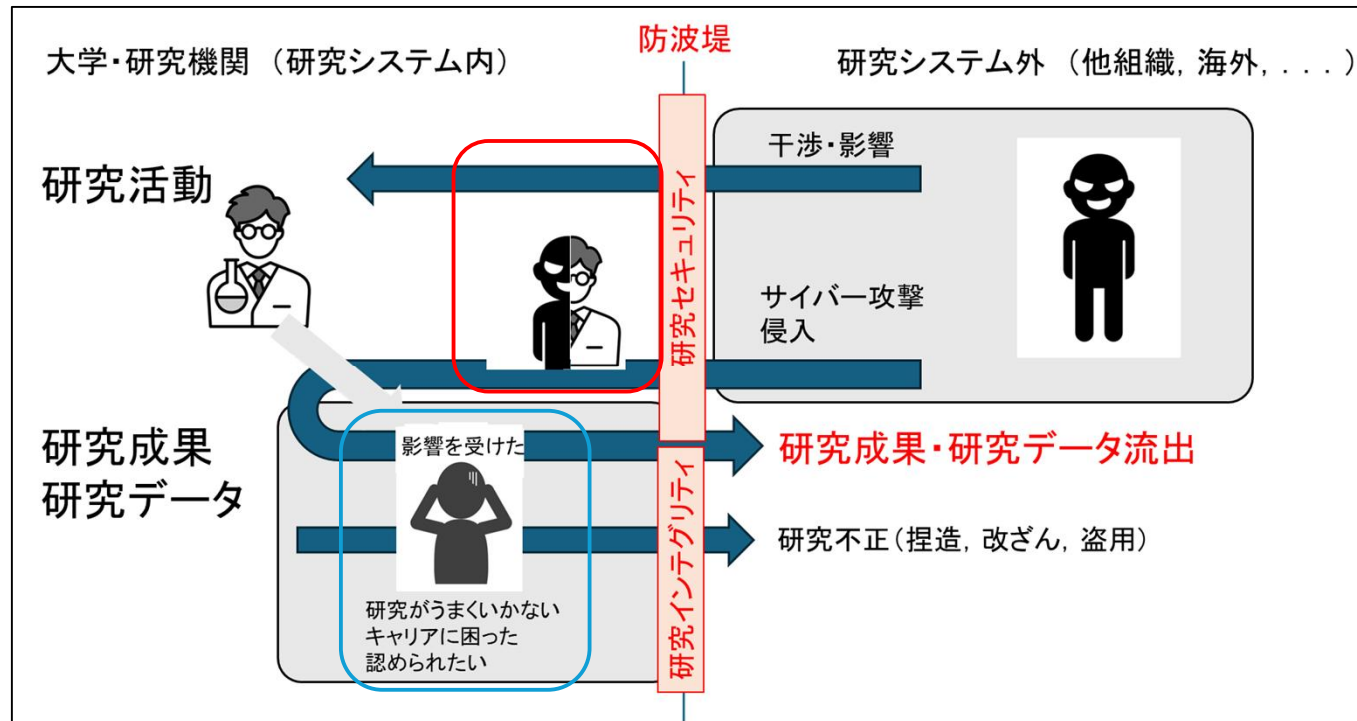 防波堤
大学・研究機関 （研究システム内）
研究システム外 （他組織, 海外, . . . ）
干渉・影響
研究活動
研究セキュリティ
サイバー攻撃
侵入
研究成果
研究データ
影響を受けた
研究成果・研究データ流出
研究インテグリティ
研究不正（捏造, 改ざん, 盗用）
研究がうまくいかない
キャリアに困った
認められたい